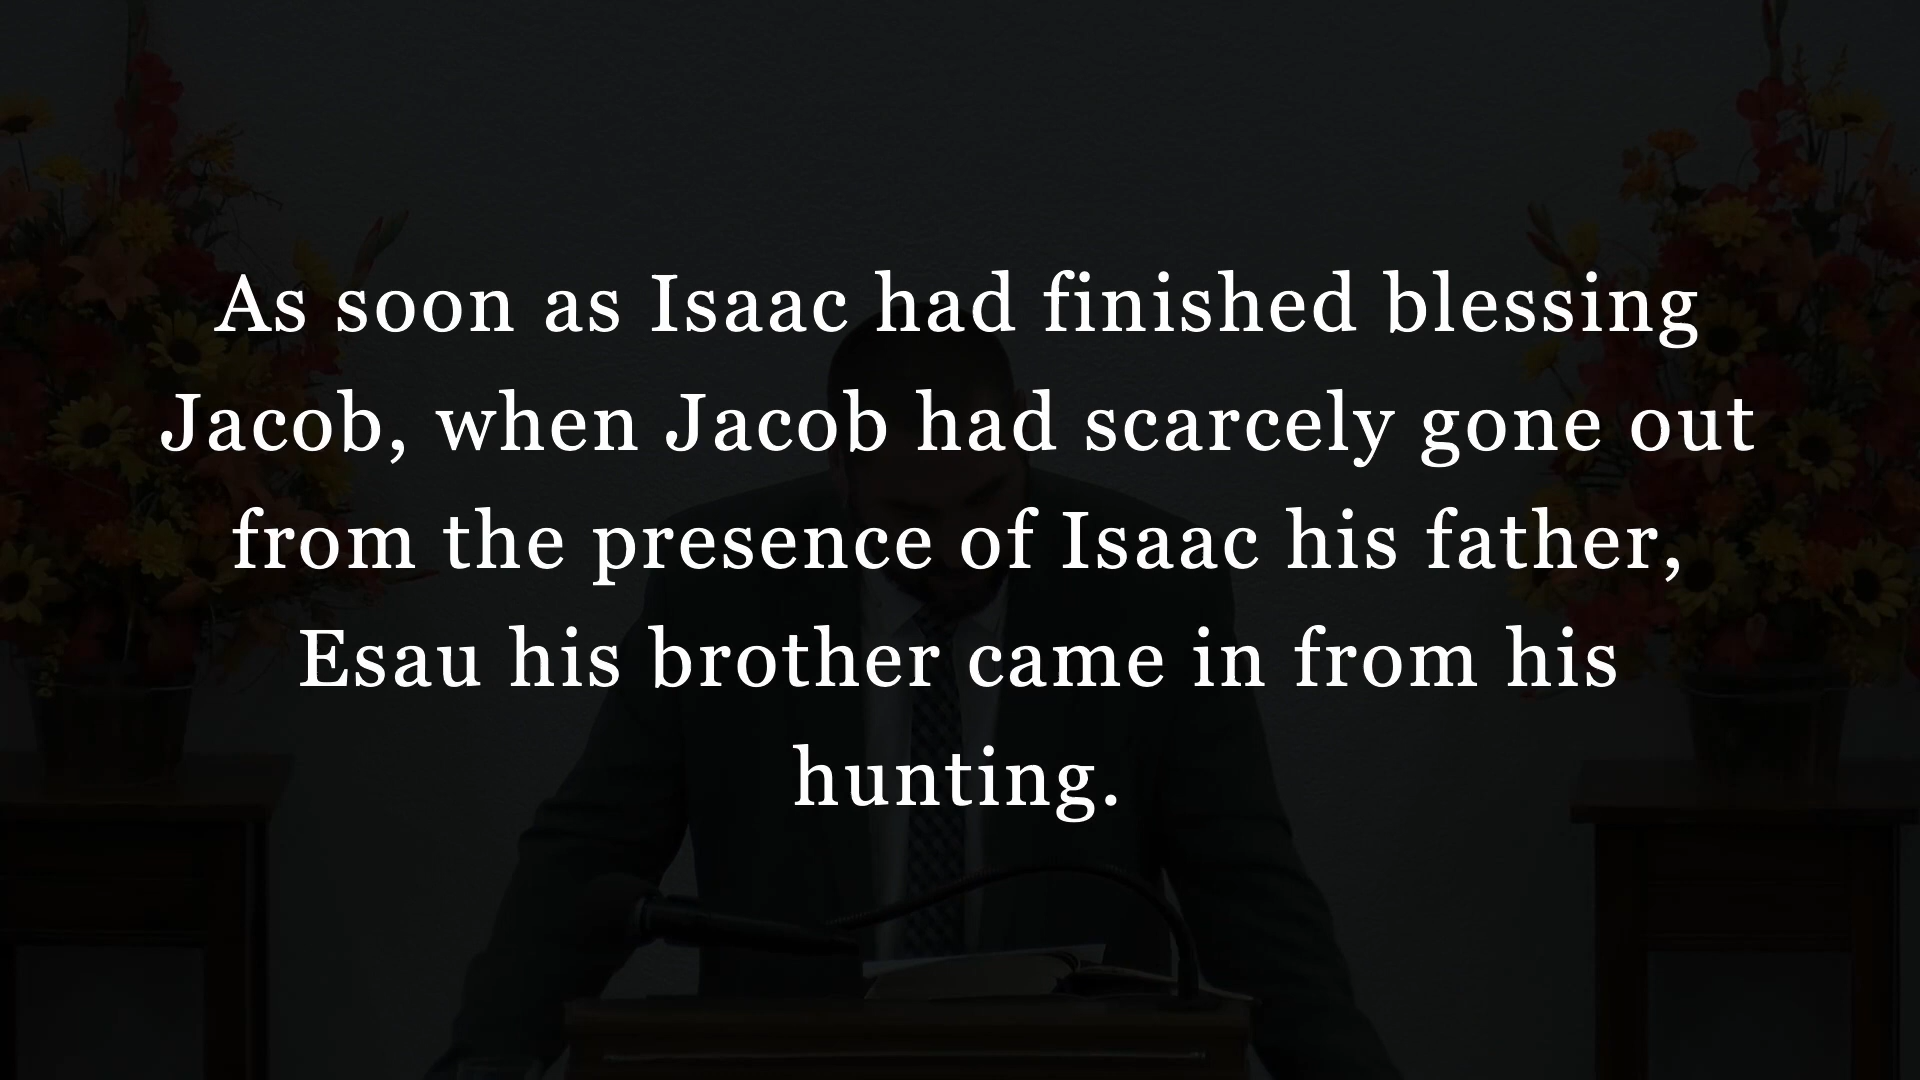 As soon as Isaac had finished blessing
Jacob, when Jacob had scarcely gone out
from the presence of Isaac his father,
Esau his brother came in from his
hunting.